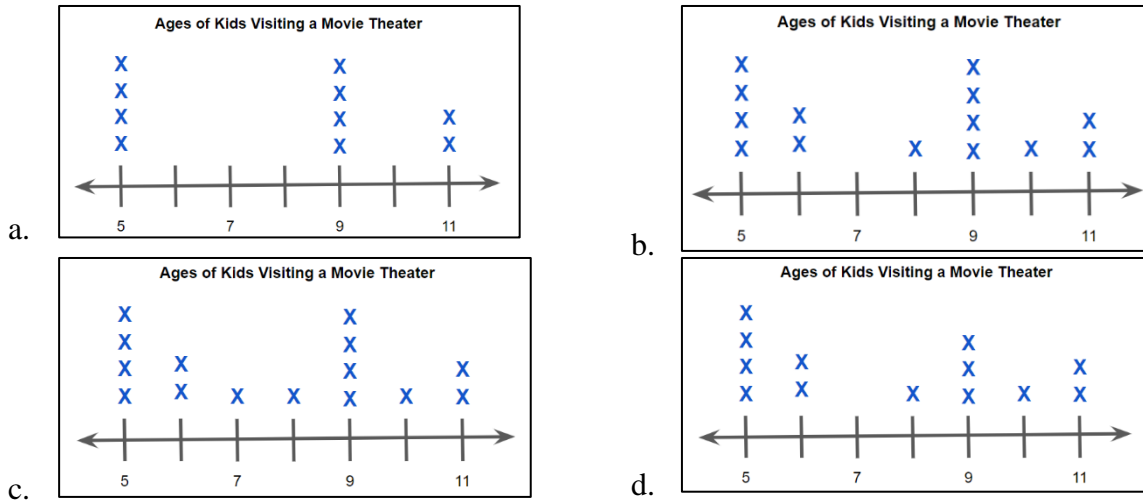 Ages of Kids Visiting a Movie Theater
5 7 9 11
a.
Ages of Kids Visiting a Movie Theater
5 7 9 11
b.
Ages of Kids Visiting a Movie Theater
5 7 9 11
c.
Ages of Kids Visiting a Movie Theater
5 7 9 11
d.